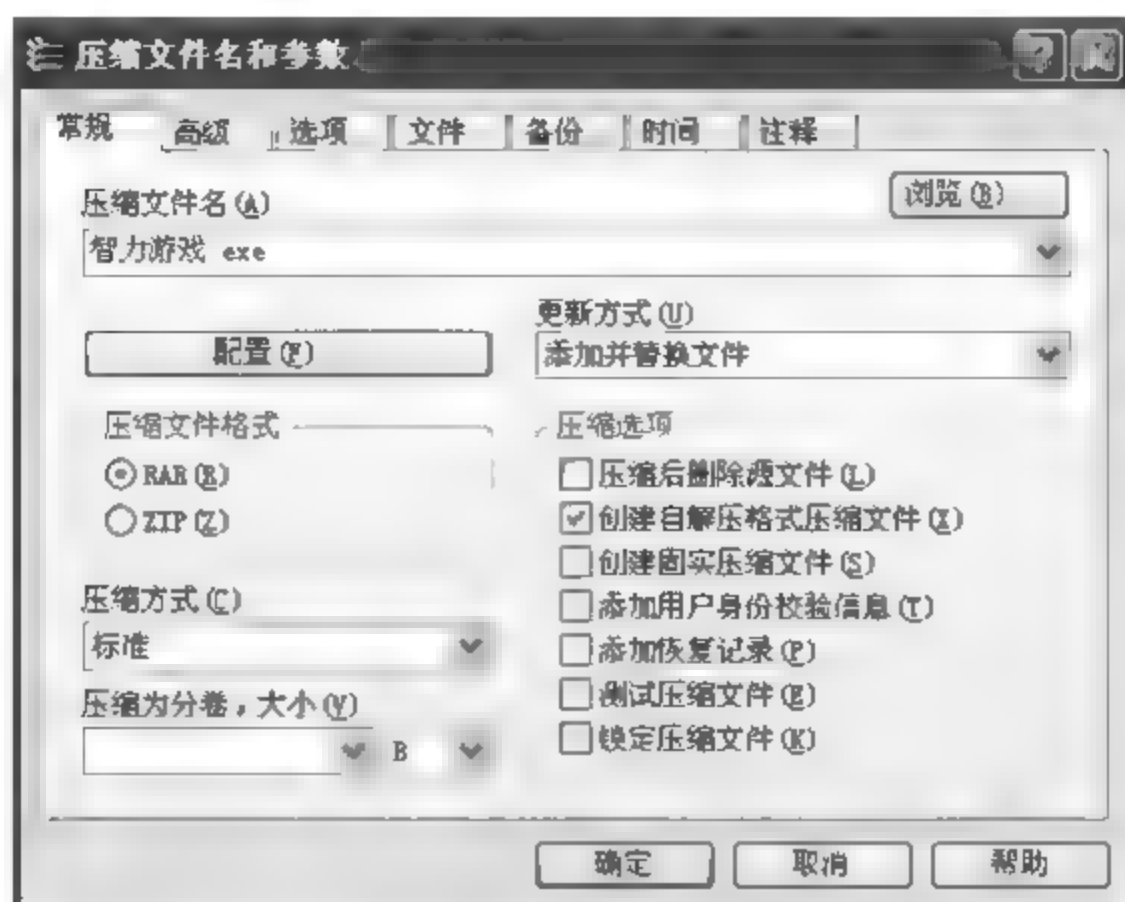 压缩文件名和参数
常规 高级 选项 文件 备份 时间 注释
压缩文件名(A)
浏览(B)
智力游戏 exe
更新方式(U)
配置(F)
添加并替换文件
压缩文件格式
压缩选项
RAR(R)
ZIP(Z)
压缩后删除源文件(L)
创建自解压格式压缩文件(X)
创建固实压缩文件(S)
添加用户身份校验信息(T)
添加恢复记录(P)
测试压缩文件(E)
锁定压缩文件(K)
压缩方式(C)
标准
压缩为分卷，大小(V)
B
确定 取消 帮助